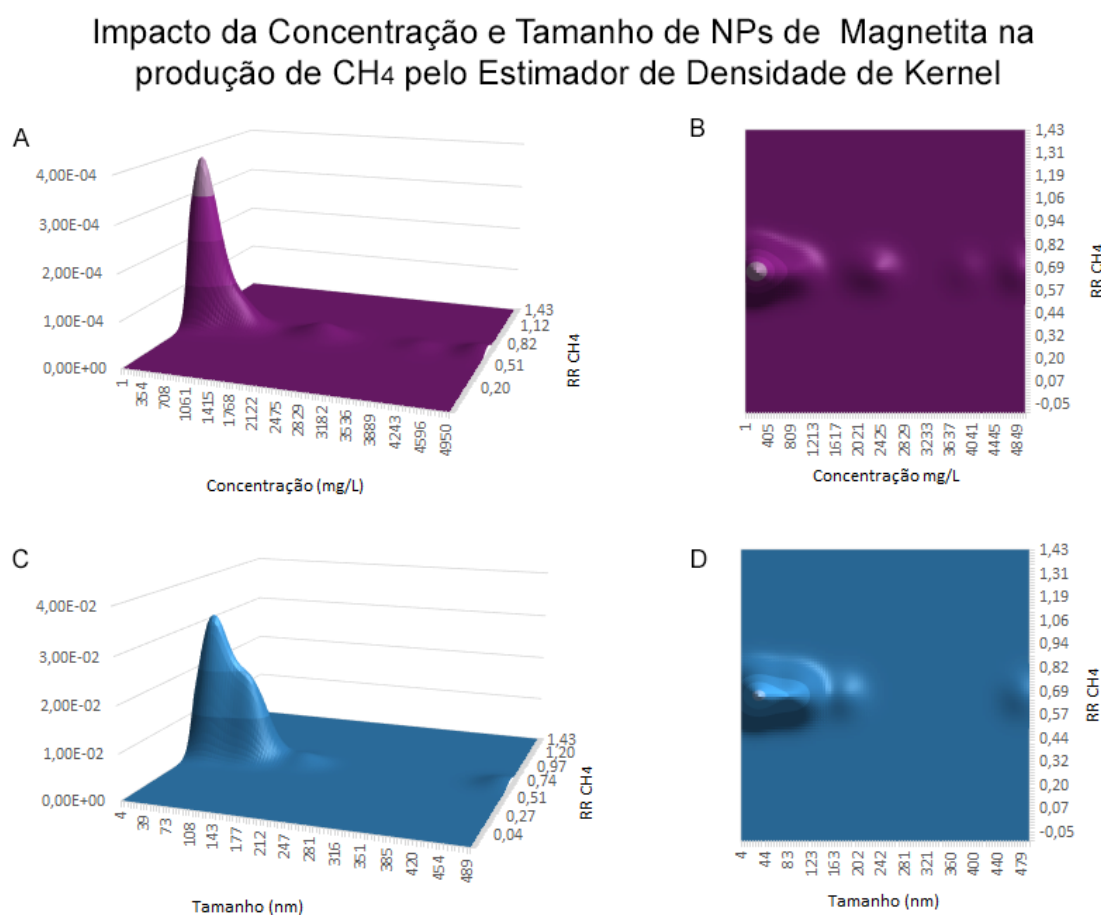 Impacto da Concentração e Tamanho de NPs de Magnetita na
produção de CH4 pelo Estimador de Densidade de Kernel
A
4,00E-04
3,00E-04
2,00E-04
1,00E-04
0,00E+00
1 354 708 1061 1415 1768 2122 2475 2829 3182 3536 3889 4243 4596 4950
1,43
1,12
0,82
0,51
0,20
RR CH4
Concentração (mg/L)
B
1,43
1,31
1,19
1,06
0,94
0,82
0,69
0,57
0,44
0,32
0,20
0,07
-0,05
RR CH4
1 405 809 1213 1617 2021 2425 2829 3233 3637 4041 4445 4849
Concentração mg/L
C
4,00E-02
3,00E-02
2,00E-02
1,00E-02
0,00E+00
4 39 73 108 143 177 212 247 281 316 351 385 420 454 489
1,43
1,20
0,97
0,74
0,51
0,27
0,04
RR CH4
Tamanho (nm)
D
1,43
1,31
1,19
1,06
0,94
0,82
0,69
0,57
0,44
0,32
0,20
0,07
-0,05
RR CH4
4 44 83 123 163 202 242 281 321 360 400 440 479
Tamanho (nm)